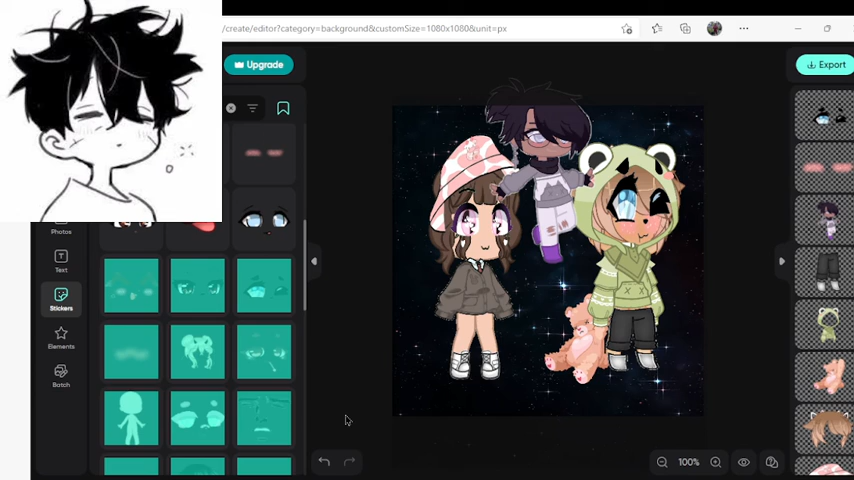 /create/editor?category=background&customSize=1080x1080&unit=px
Upgrade
Export
Photos
Text
Stickers
Elements
Batch
100%